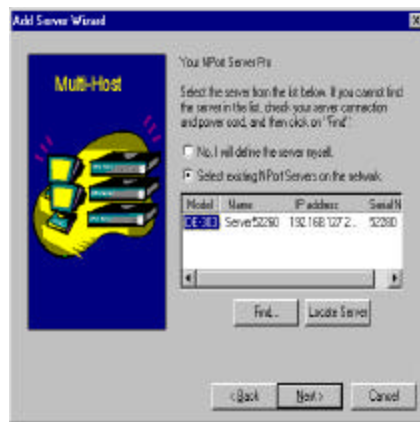 Add Server Wizard
Multi-Host
Your NPort Server Pro
Select the server from the list below. If you cannot find
the server in the list, check your server connection
and power cord, and then click on "Find".
No, I will define the server myself.
Select existing NPort Servers on the network.
Model Name IP address Serial N
DE-303 Server52260 192.168.127.2...
Find... Locate Server
< Back Next > Cancel